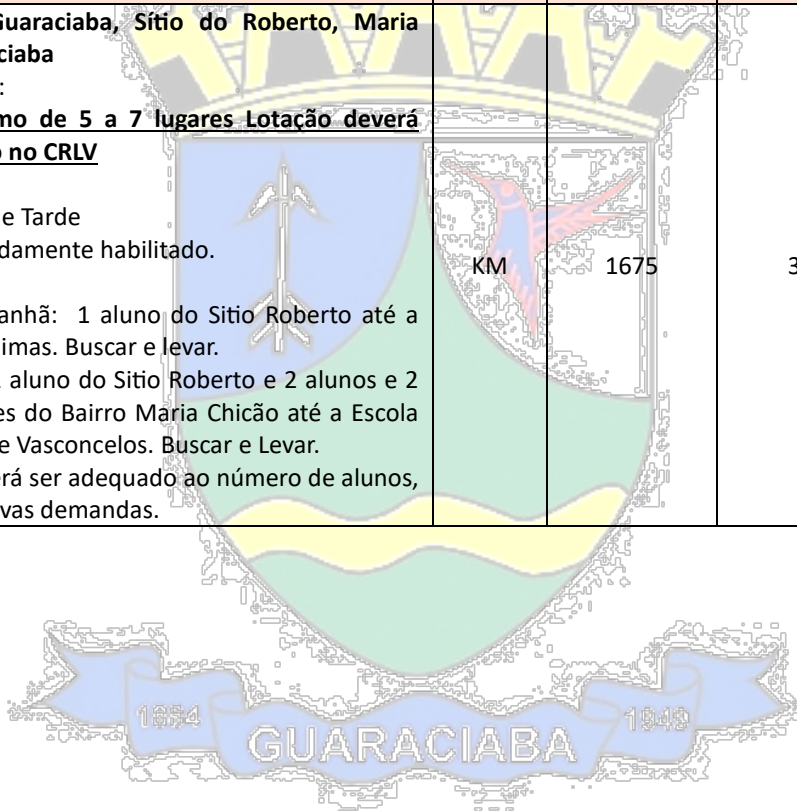 Guaraciaba, Sítio do Roberto, Maria
ciaba
:
mo de 5 a 7 lugares Lotação deverá
o no CRLV
e Tarde
damente habilitado.
KM 1675 3
anhã: 1 aluno do Sitio Roberto até a
imas. Buscar e levar.
aluno do Sitio Roberto e 2 alunos e 2
es do Bairro Maria Chicão até a Escola
e Vasconcelos. Buscar e Levar.
erá ser adequado ao número de alunos,
vas demandas.
1884
GUARACIABA
1949